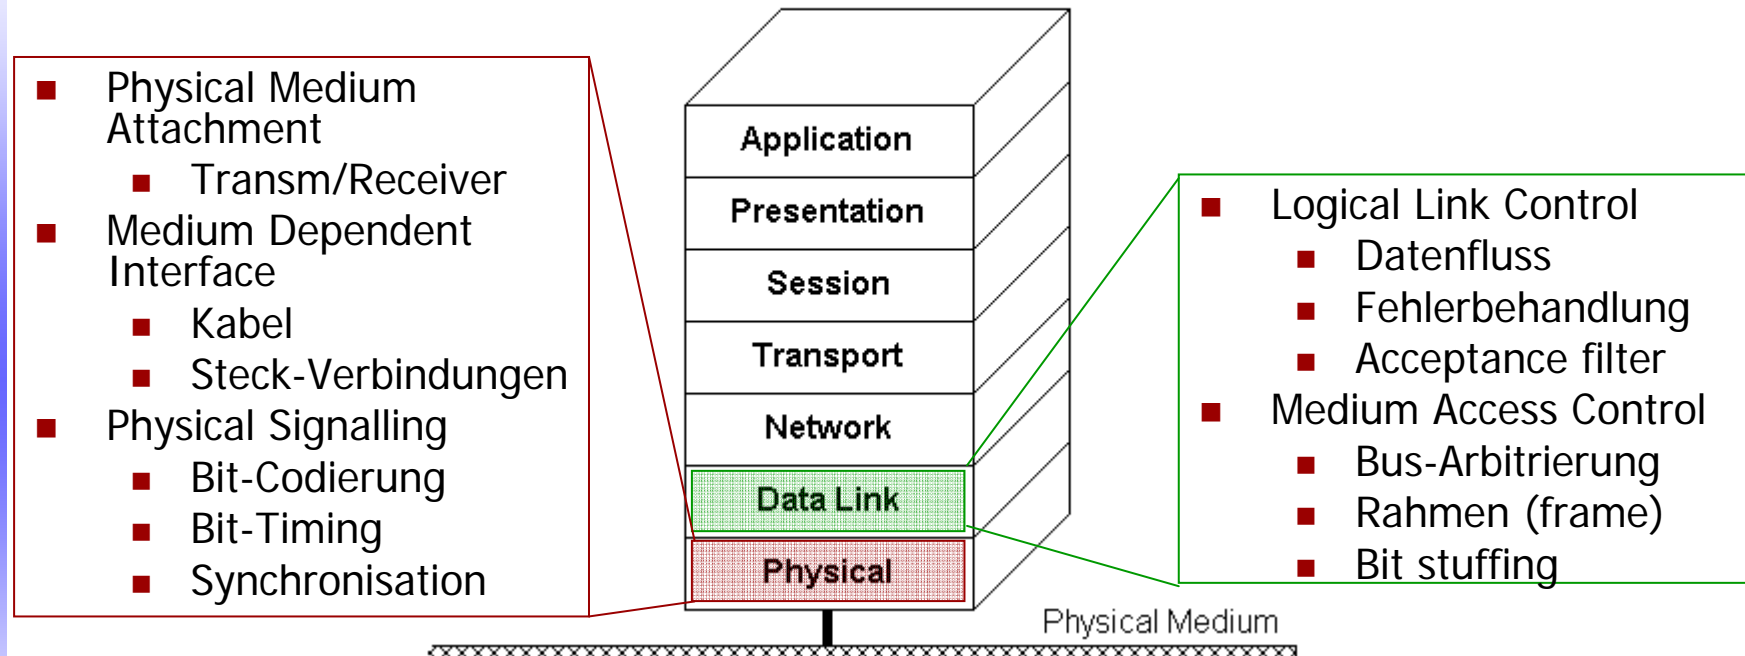 Physical Medium
Attachment
Transm/Receiver
Medium Dependent
Interface
Kabel
Steck-Verbindungen
Physical Signalling
Bit-Codierung
Bit-Timing
Synchronisation
Application
Presentation
Session
Transport
Network
Data Link
Physical
Physical Medium
Logical Link Control
Datenfluss
Fehlerbehandlung
Acceptance filter
Medium Access Control
Bus-Arbitrierung
Rahmen (frame)
Bit stuffing